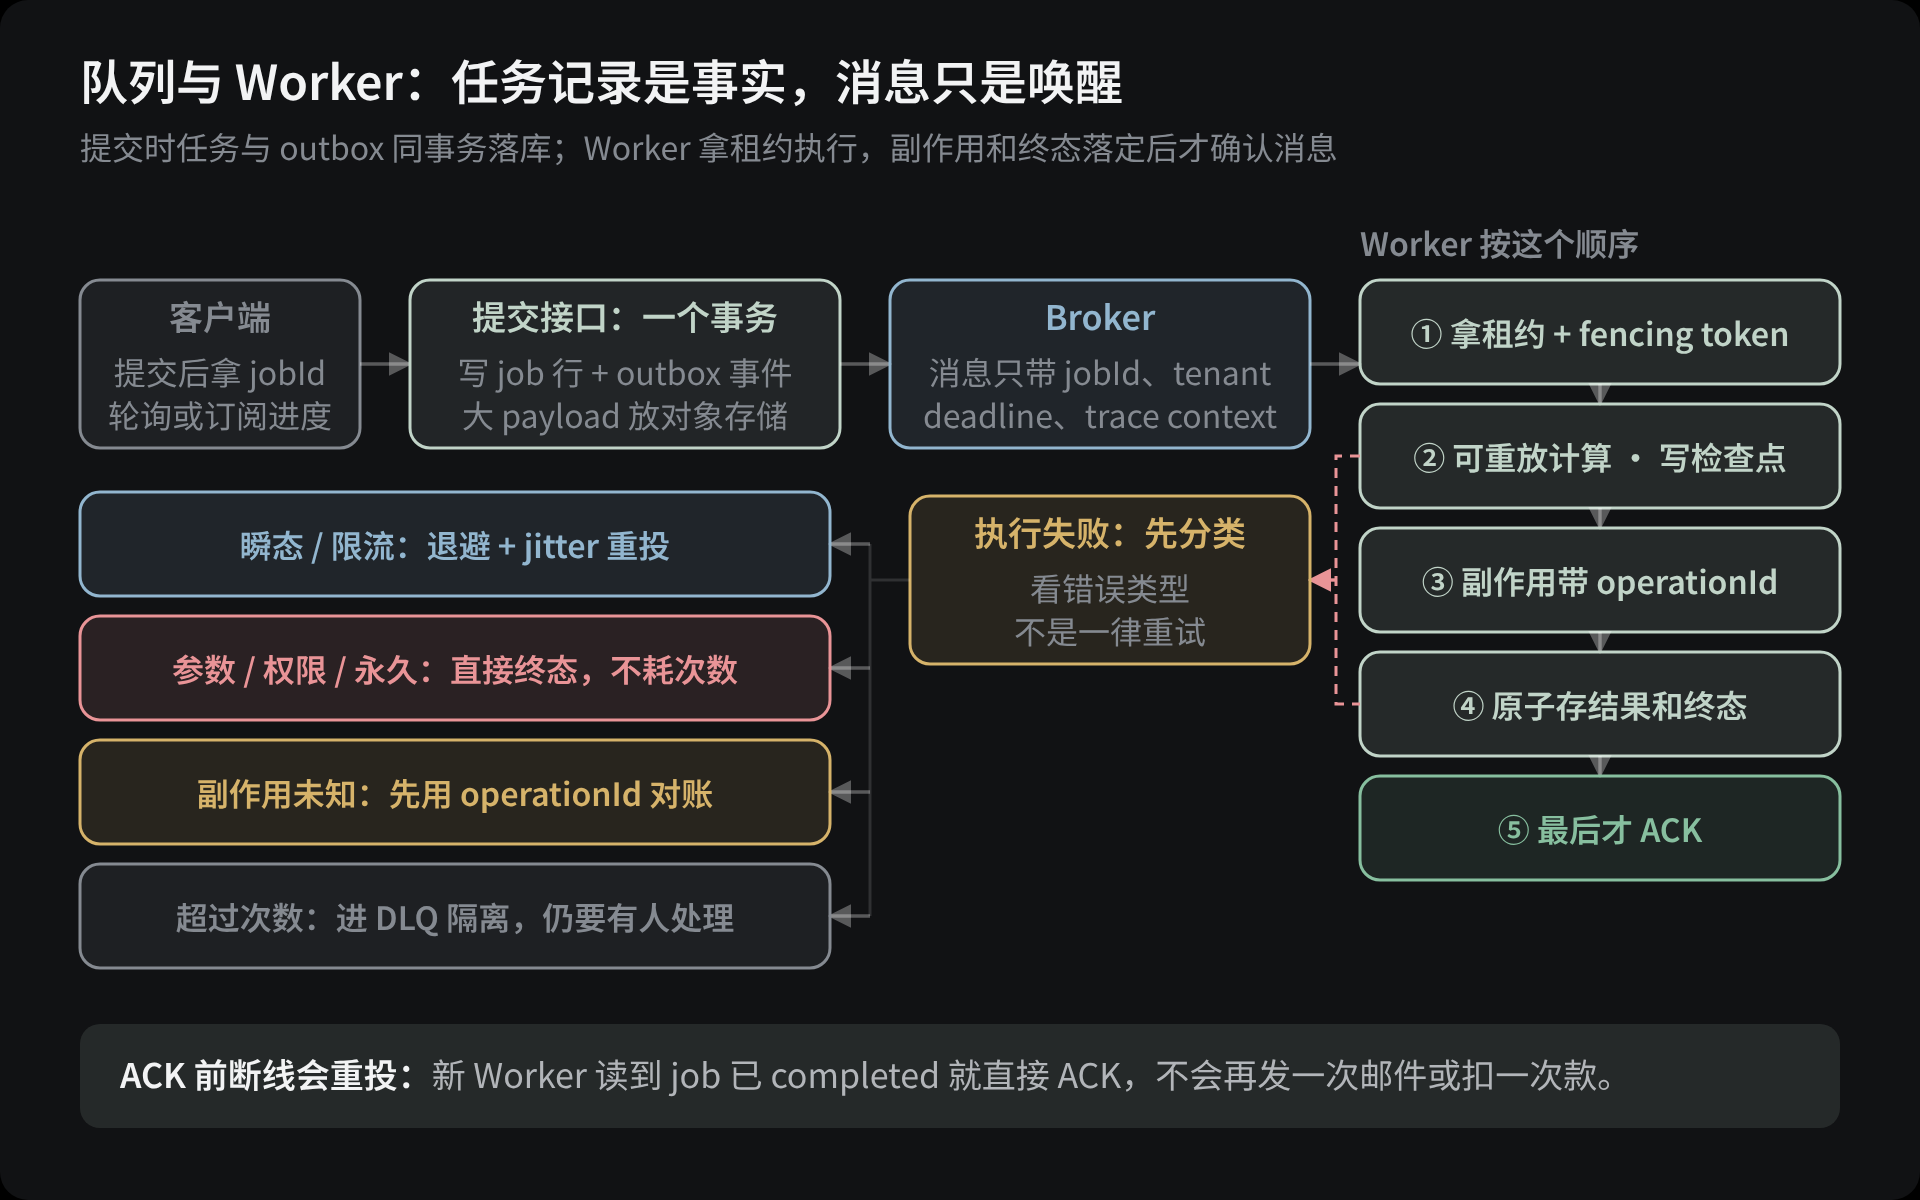 队列与 Worker：任务记录是事实，消息只是唤醒
提交时任务与 outbox 同事务落库；Worker 拿租约执行，副作用和终态落定后才确认消息
客户端
提交后拿 jobId
轮询或订阅进度
提交接口：一个事务
写 job 行 + outbox 事件
大 payload 放对象存储
Broker
消息只带 jobId、tenant
deadline、trace context
Worker 按这个顺序
① 拿租约 + fencing token
② 可重放计算 · 写检查点
③ 副作用带 operationId
④ 原子存结果和终态
⑤ 最后才 ACK
执行失败：先分类
看错误类型
不是一律重试
瞬态 / 限流：退避 + jitter 重投
参数 / 权限 / 永久：直接终态，不耗次数
副作用未知：先用 operationId 对账
超过次数：进 DLQ 隔离，仍要有人处理
ACK 前断线会重投：新 Worker 读到 job 已 completed 就直接 ACK，不会再发一次邮件或扣一次款。